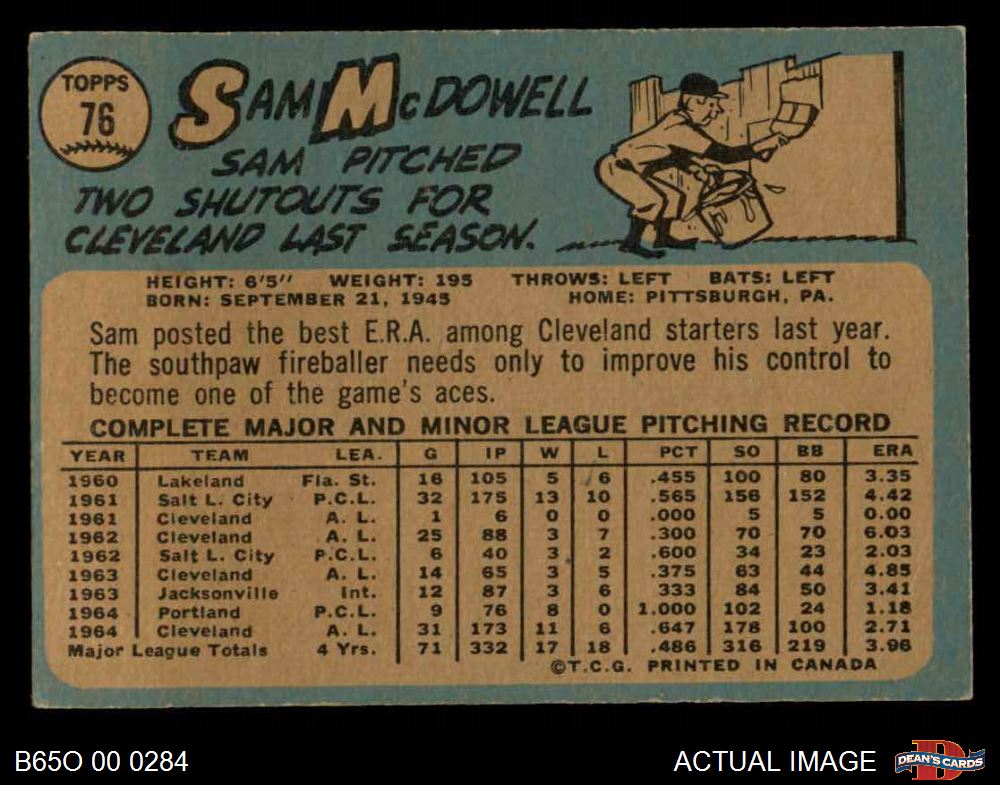 TOPPS
76
SAM McDOWELL
SAM PITCHED
TWO SHUTOUTS FOR
CLEVELAND LAST SEASON.
HEIGHT: 6'5" WEIGHT: 195 THROWS: LEFT BATS: LEFT
BORN: SEPTEMBER 21, 1945 HOME: PITTSBURGH, PA.
Sam posted the best E.R.A. among Cleveland starters last year.
The southpaw fireballer needs only to improve his control to
become one of the game's aces.
COMPLETE MAJOR AND MINOR LEAGUE PITCHING RECORD
YEAR TEAM LEA. G IP W L PCT SO BB ERA
1960 Lakeland Fla. St. 16 105 5 6 .455 100 80 3.35
1961 Salt L. City P.C.L. 32 175 13 10 .565 156 152 4.42
1961 Cleveland A. L. 1 6 0 0 .000 5 5 0.00
1962 Cleveland A. L. 25 88 3 7 .300 70 70 6.03
1962 Salt L. City P.C.L. 6 40 3 2 .600 34 23 2.03
1963 Cleveland A. L. 14 65 3 5 .375 63 44 4.85
1963 Jacksonville Int. 12 87 3 6 333 84 50 3.41
1964 Portland P.C.L. 9 76 8 0 1.000 102 24 1.18
1964 Cleveland A. L. 31 173 11 6 .647 178 100 2.71
Major League Totals 4 Yrs. 71 332 17 18 .486 316 219 3.96
©T.C.G. PRINTED IN CANADA
B65O 00 0284 ACTUAL IMAGE DEAN'S CARDS